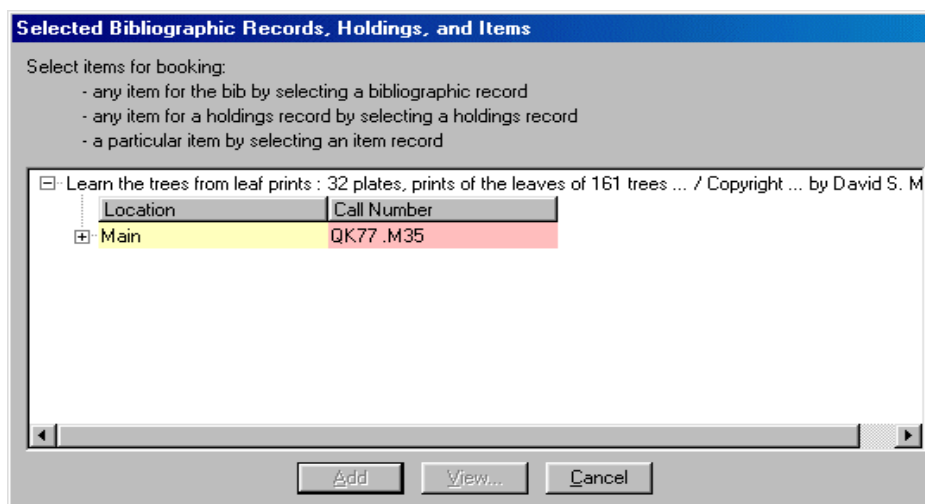 Selected Bibliographic Records, Holdings, and Items
Select items for booking:
- any item for the bib by selecting a bibliographic record
- any item for a holdings record by selecting a holdings record
- a particular item by selecting an item record
Learn the trees from leaf prints : 32 plates, prints of the leaves of 161 trees ... / Copyright ... by David S. M
Location Call Number
Main QK77 .M35
Add View... Cancel